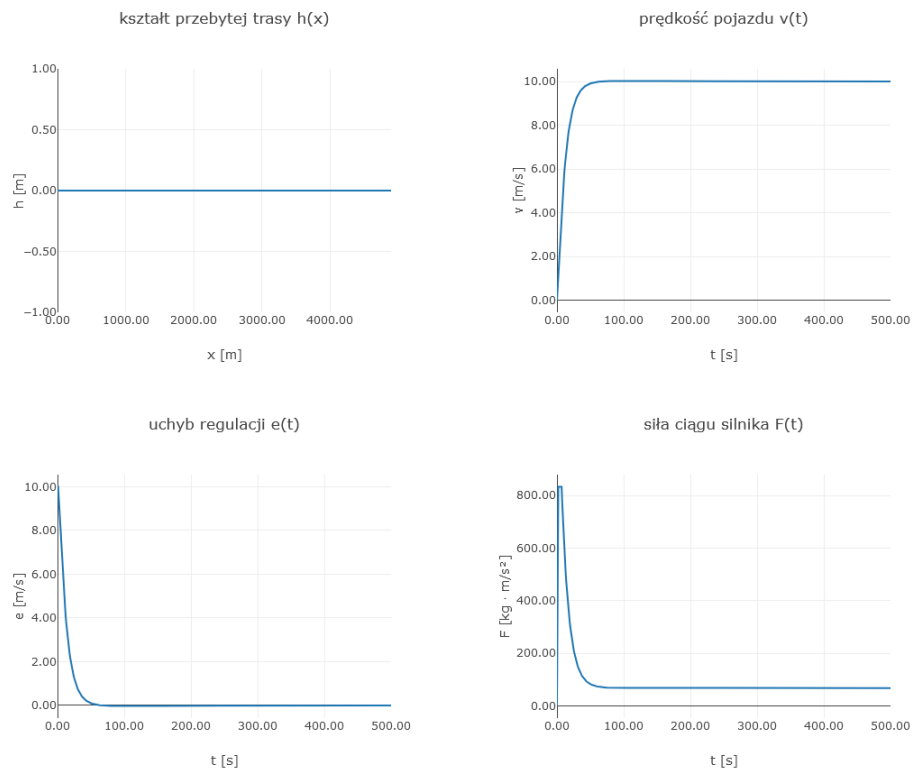 kształt przebytej trasy h(x)
1.00
0.50
0.00
−0.50
−1.00
h [m]
0.00 1000.00 2000.00 3000.00 4000.00
x [m]
prędkość pojazdu v(t)
10.00
8.00
6.00
4.00
2.00
0.00
v [m/s]
0.00 100.00 200.00 300.00 400.00 500.00
t [s]
uchyb regulacji e(t)
10.00
8.00
6.00
4.00
2.00
0.00
e [m/s]
0.00 100.00 200.00 300.00 400.00 500.00
t [s]
siła ciągu silnika F(t)
800.00
600.00
400.00
200.00
0.00
F [kg · m/s²]
0.00 100.00 200.00 300.00 400.00 500.00
t [s]